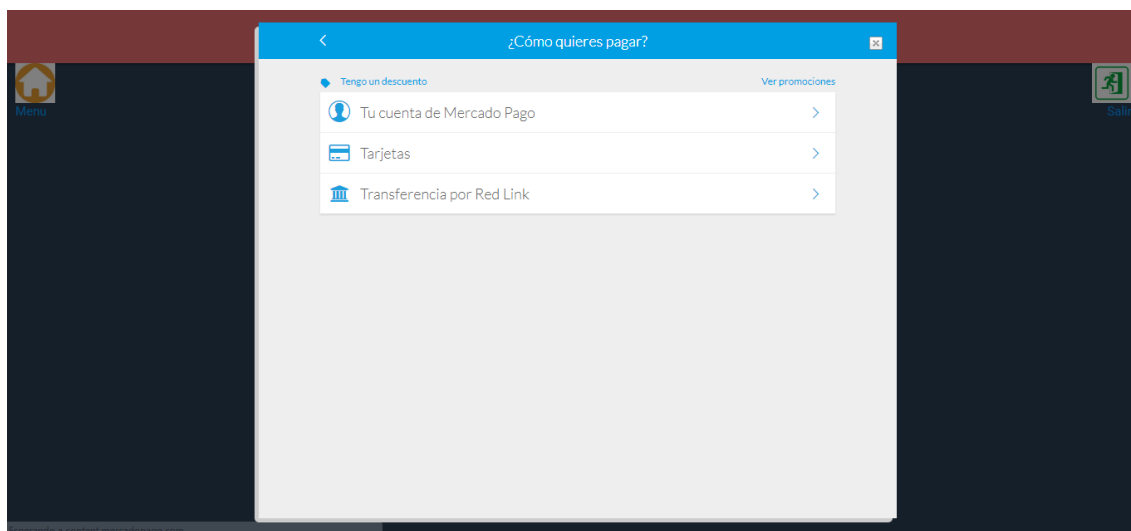 ¿Cómo quieres pagar?
Tengo un descuento
Ver promociones
Menu
Salir
Tu cuenta de Mercado Pago
Tarjetas
Transferencia por Red Link